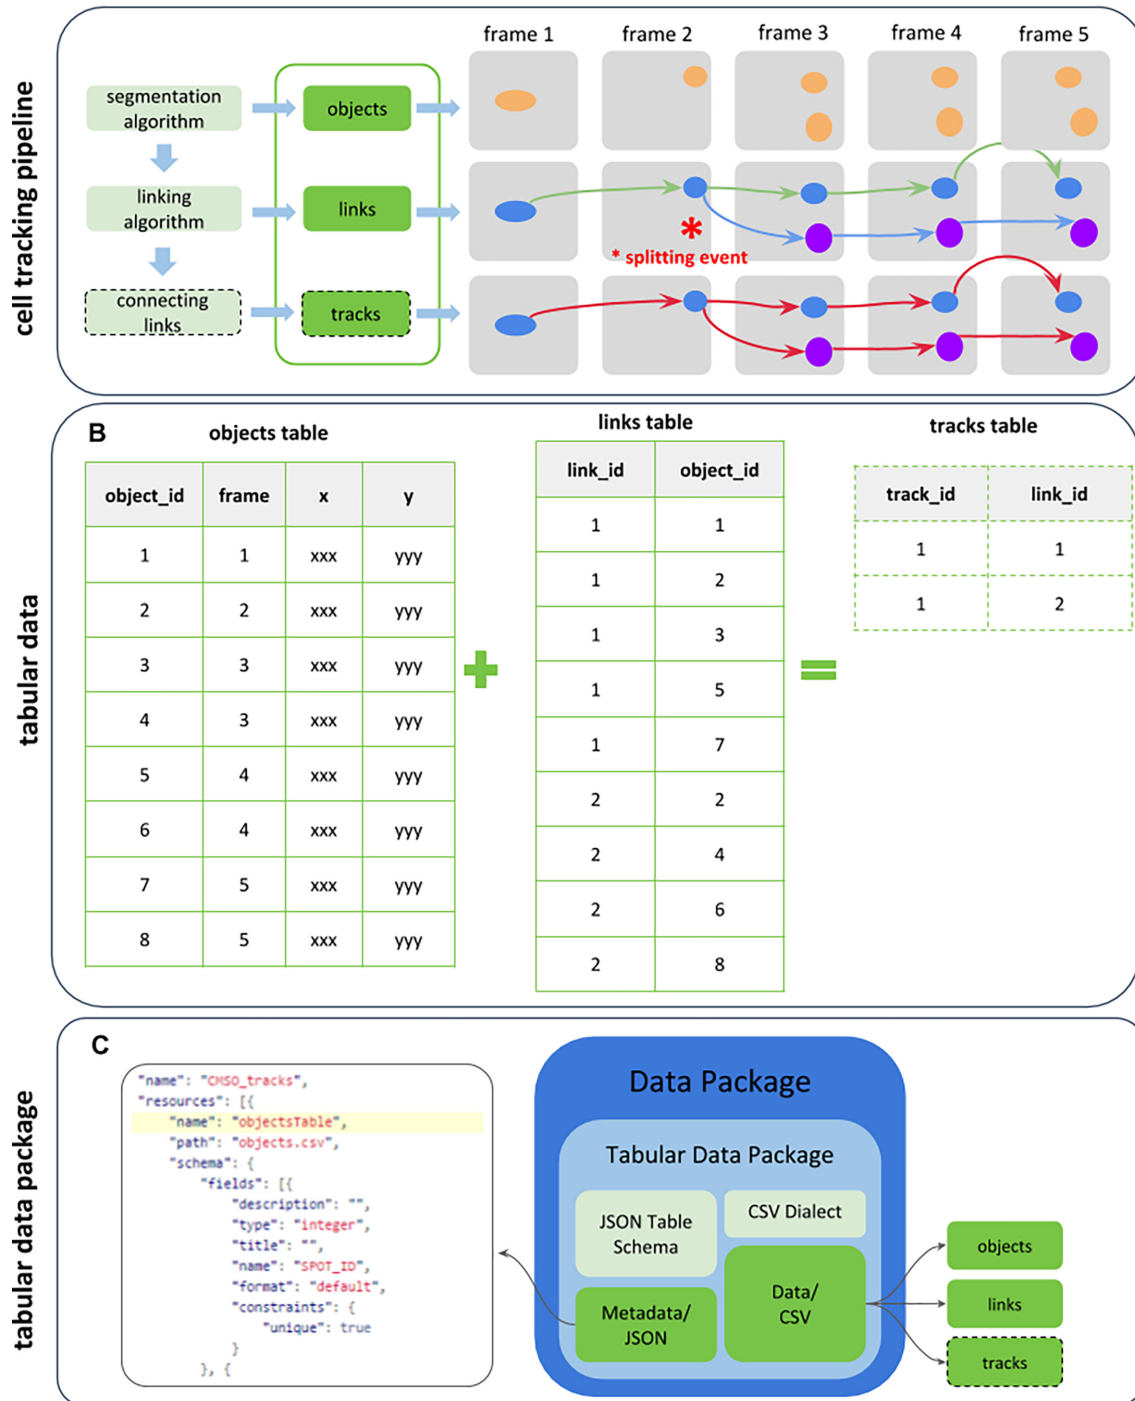 cell tracking pipeline
frame 1 frame 2 frame 3 frame 4 frame 5
segmentation
algorithm
objects
linking
algorithm
links
* 
* splitting event
connecting
links
tracks
tabular data
B
objects table
object_id frame x y
1 1 xxx yyy
2 2 xxx yyy
3 3 xxx yyy
4 3 xxx yyy
5 4 xxx yyy
6 4 xxx yyy
7 5 xxx yyy
8 5 xxx yyy
+
links table
link_id object_id
1 1
1 2
1 3
1 5
1 7
2 2
2 4
2 6
2 8
=
tracks table
track_id link_id
1 1
1 2
tabular data package
C
"name": "CMSO_tracks",
"resources": [{
"name": "objectsTable",
"path": "objects.csv",
"schema": {
"fields": [{
"description": "",
"type": "integer",
"title": "",
"name": "SPOT_ID",
"format": "default",
"constraints": {
"unique": true
}
}, {
Data Package
Tabular Data Package
JSON Table
Schema
CSV Dialect
Metadata/
JSON
Data/
CSV
objects
links
tracks